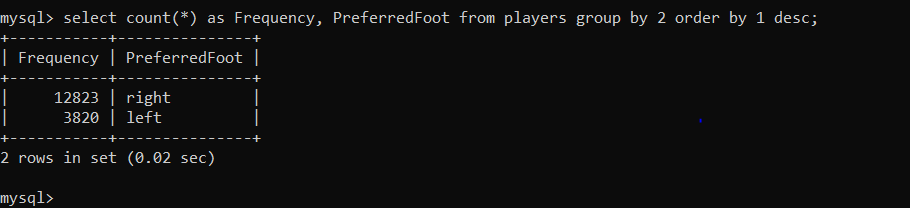 mysql> select count(*) as Frequency, PreferredFoot from players group by 2 order by 1 desc;
+-----------+---------------+
| Frequency | PreferredFoot |
+-----------+---------------+
|     12823 | right         |
|      3820 | left          |
+-----------+---------------+
2 rows in set (0.02 sec)
mysql>